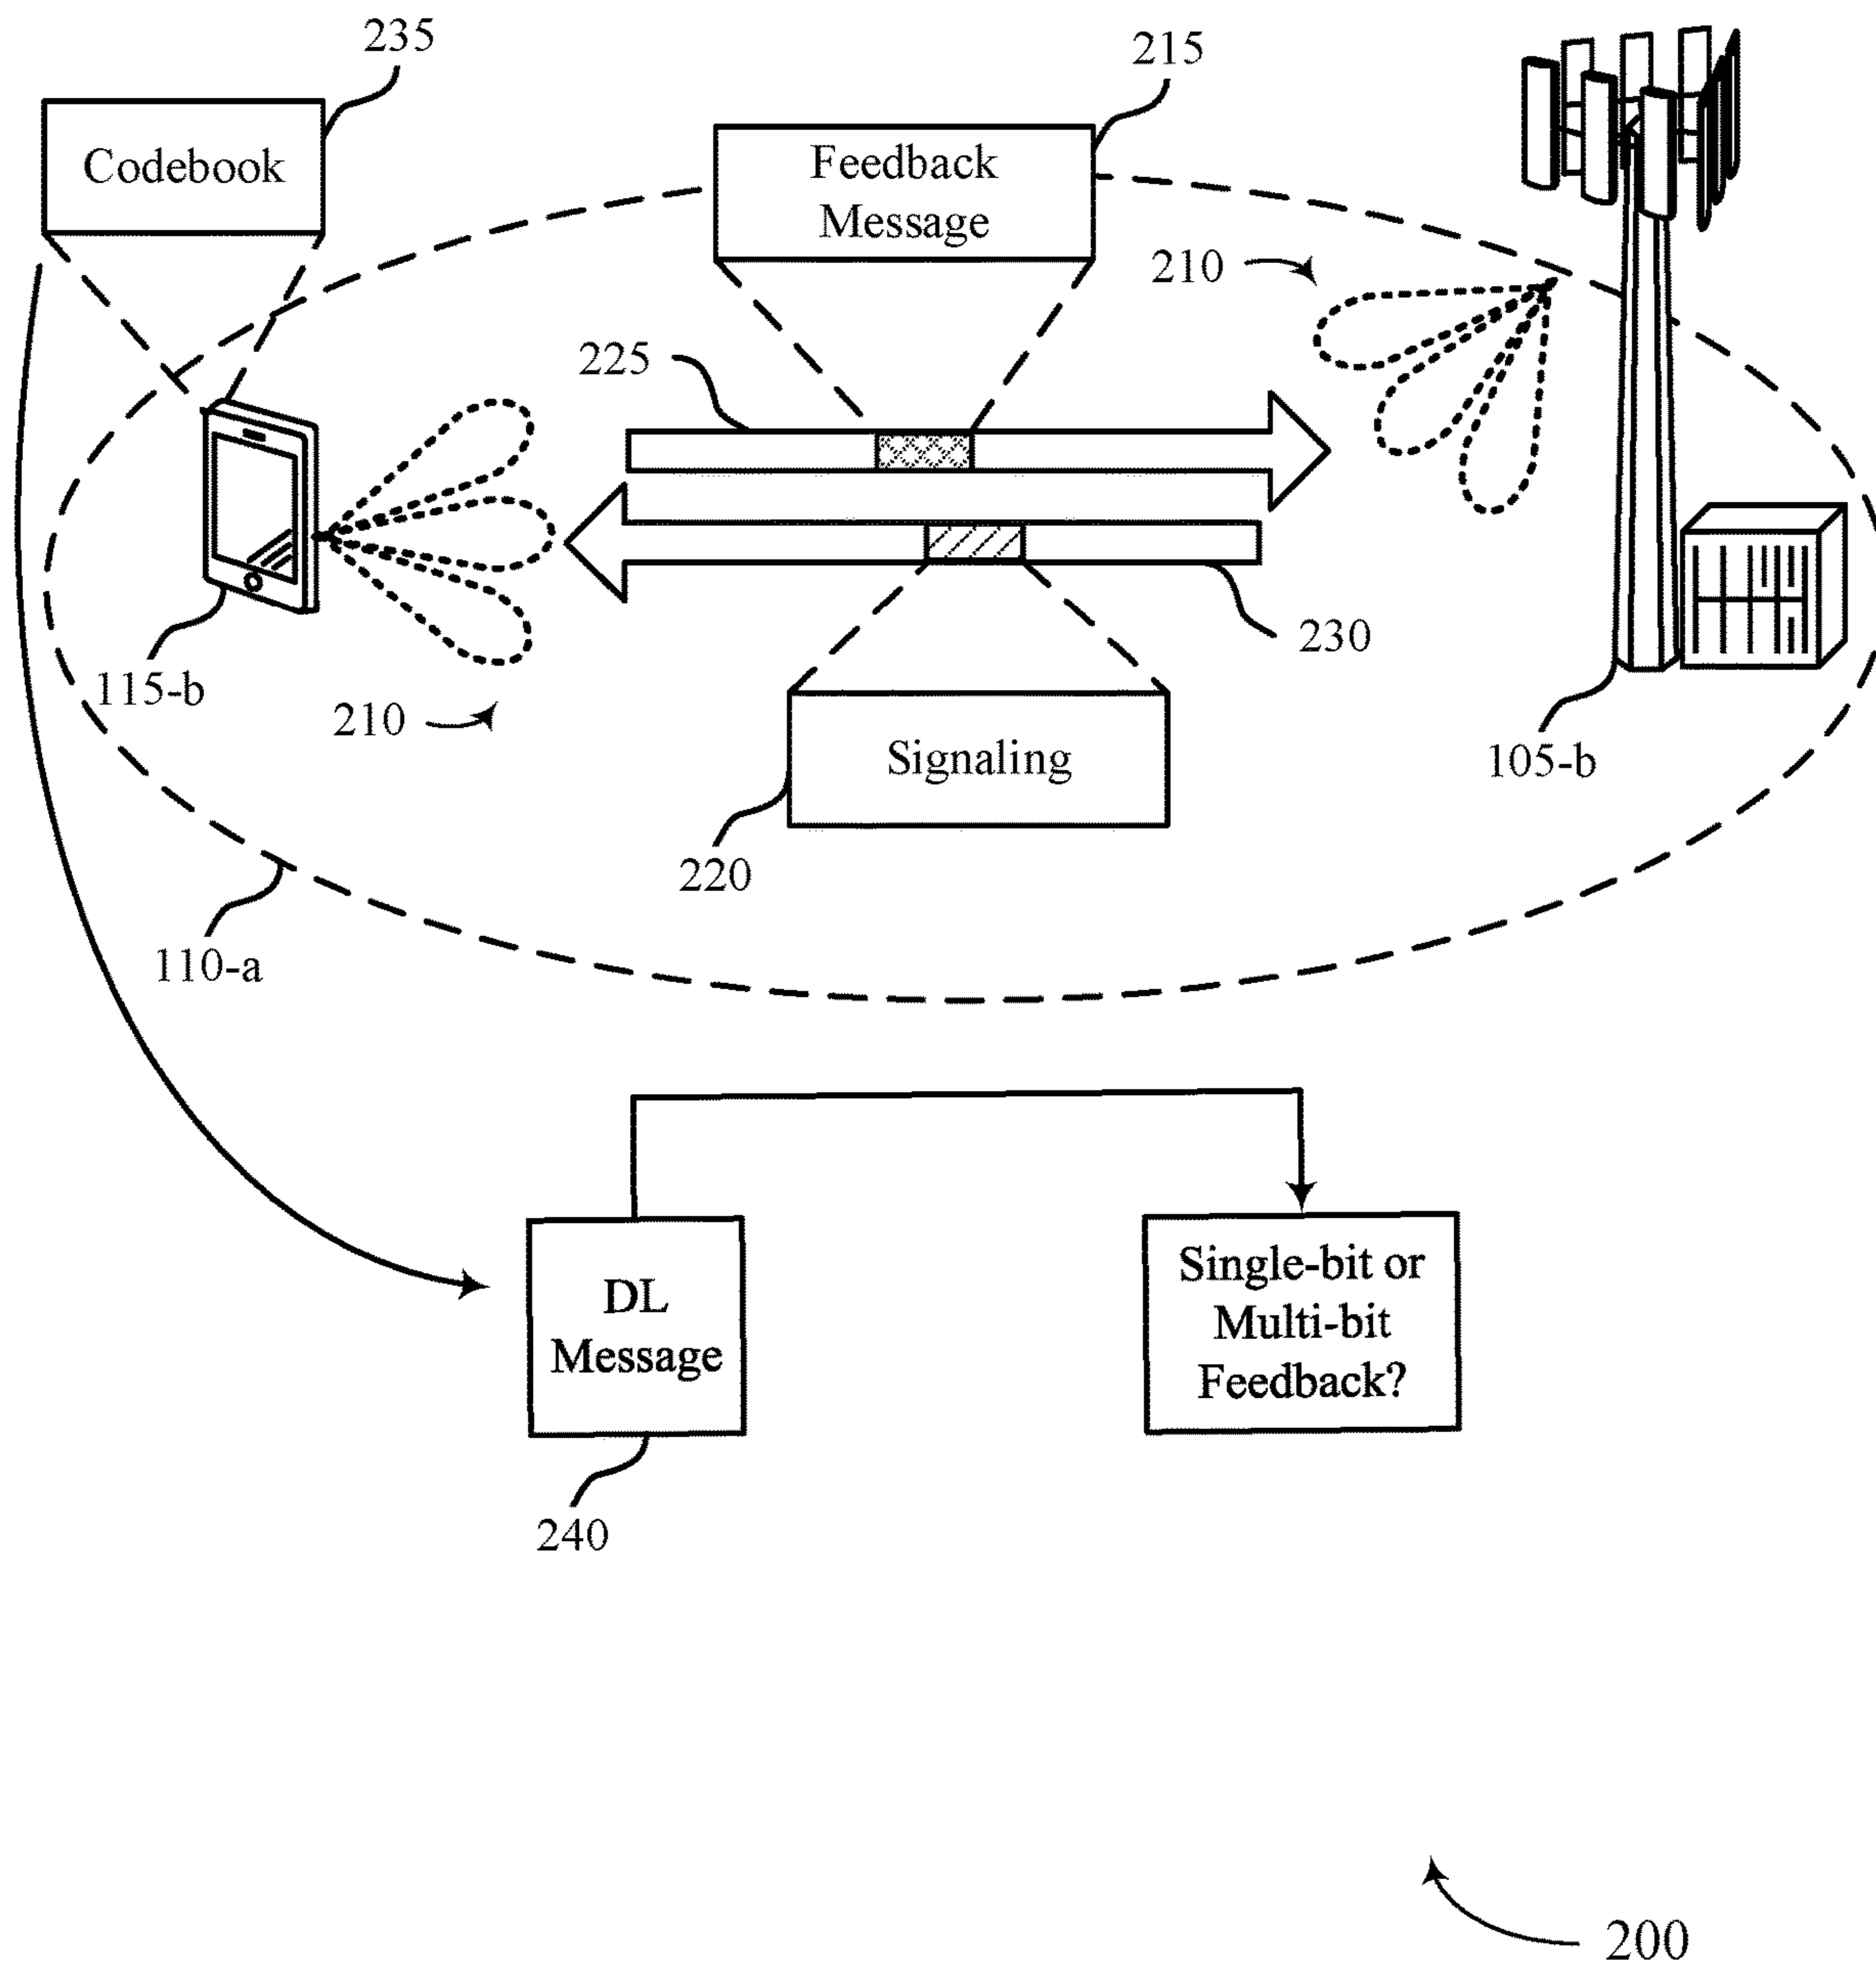 235
215
Codebook
Feedback
Message
210
225
230
115-b
210
Signaling
105-b
220
110-a
DL
Message
Single-bit or
Multi-bit
Feedback?
240
200